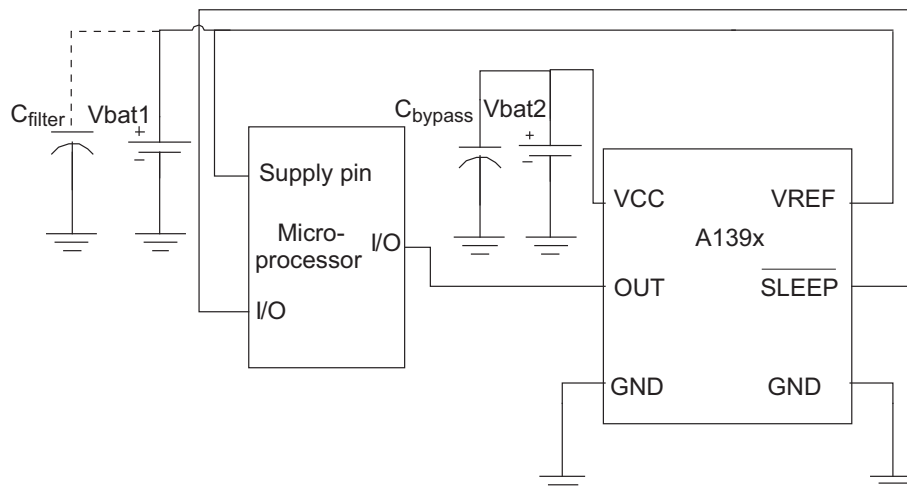 Cfilter Vbat1
+
–
Cbypass Vbat2
+
–
Supply pin
Micro-
processor
I/O
I/O
VCC
VREF
A139x
OUT
SLEEP
GND
GND